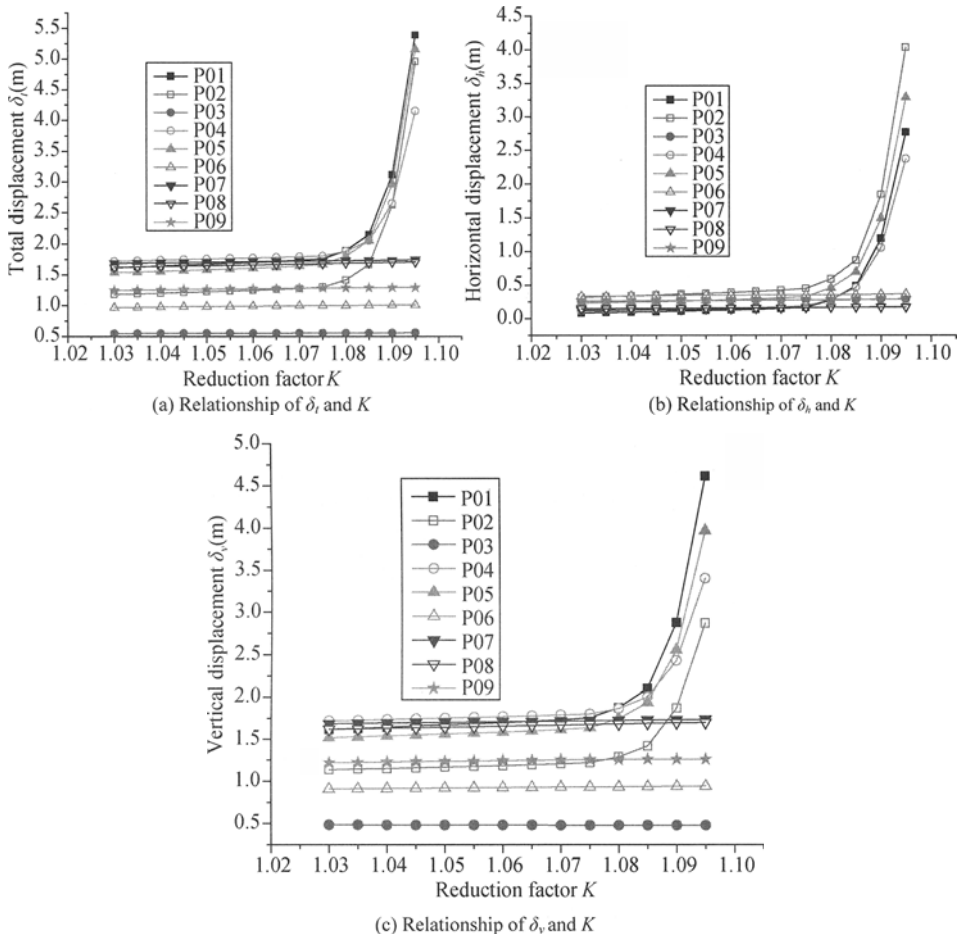 Total displacement δt(m)
5.5
5.0
4.5
4.0
3.5
3.0
2.5
2.0
1.5
1.0
0.5
P01
P02
P03
P04
P05
P06
P07
P08
P09
1.02 1.03 1.04 1.05 1.06 1.07 1.08 1.09 1.10
Reduction factor K
(a) Relationship of δt and K
Horizontal displacement δh(m)
4.5
4.0
3.5
3.0
2.5
2.0
1.5
1.0
0.5
0.0
P01
P02
P03
P04
P05
P06
P07
P08
P09
1.02 1.03 1.04 1.05 1.06 1.07 1.08 1.09 1.10
Reduction factor K
(b) Relationship of δh and K
Vertical displacement δv(m)
5.0
4.5
4.0
3.5
3.0
2.5
2.0
1.5
1.0
0.5
P01
P02
P03
P04
P05
P06
P07
P08
P09
1.02 1.03 1.04 1.05 1.06 1.07 1.08 1.09 1.10
Reduction factor K
(c) Relationship of δv and K